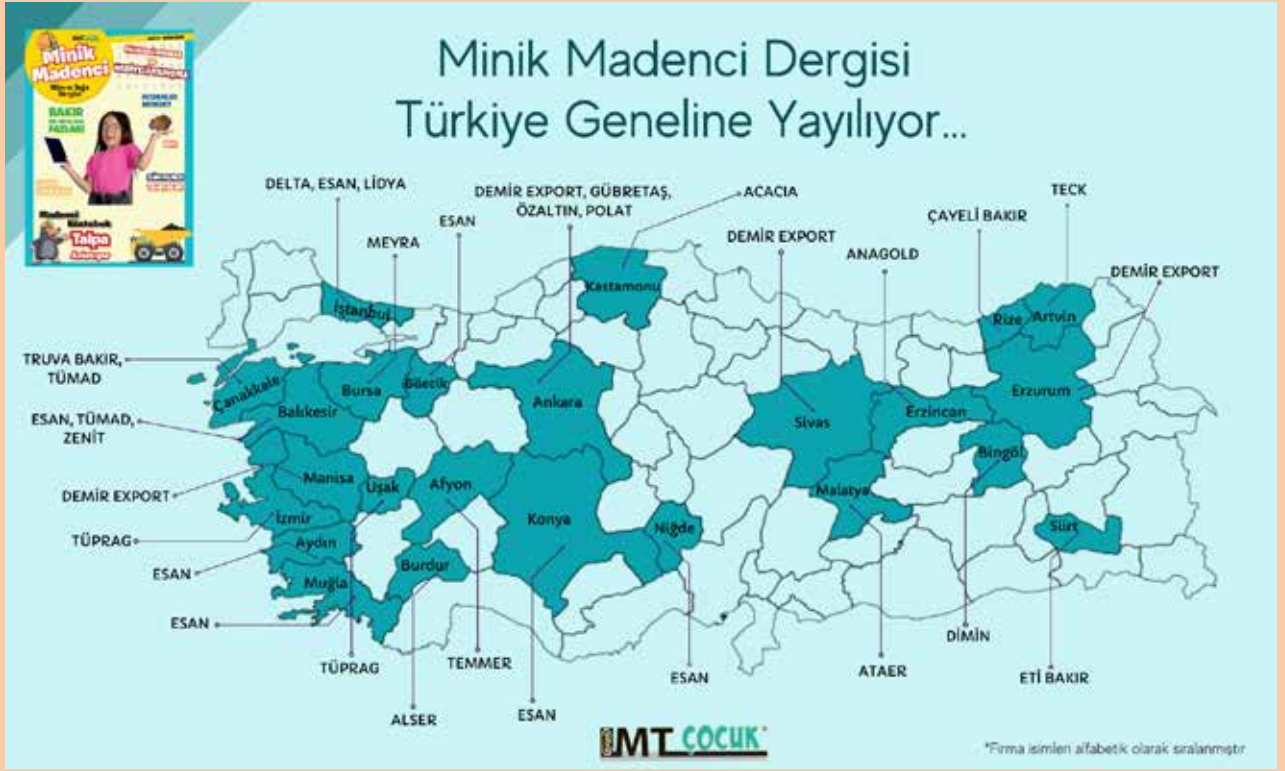 Minik Madenci Dergisi
Türkiye Geneline Yayılıyor...
Minik
Madenci
BAKIR
FAZLASI
Talpa
DELTA, ESAN, LİDYA
MEYRA
ESAN
DEMİR EXPORT, GÜBRETAŞ,
ÖZALTIN, POLAT
ACACIA
DEMİR EXPORT
ANAGOLD
ÇAYELİ BAKIR
TECK
DEMİR EXPORT
TRUVA BAKIR,
TÜMAD
ESAN, TÜMAD,
ZENİT
DEMİR EXPORT
TÜPRAG
ESAN
ESAN
TÜPRAG
ALSER
TEMMER
ESAN
ESAN
ATAER
DİMİN
ETİ BAKIR
İstanbul
Kastamonu
Rize
Artvin
Çanakkale
Balıkesir
Bursa
Bilecik
Ankara
Sivas
Erzincan
Erzurum
Bingöl
Manisa
Uşak
Afyon
Konya
Niğde
Malatya
Siirt
İzmir
Aydın
Muğla
Burdur
IMT ÇOCUK
*Firma isimleri alfabetik olarak sıralanmıştır